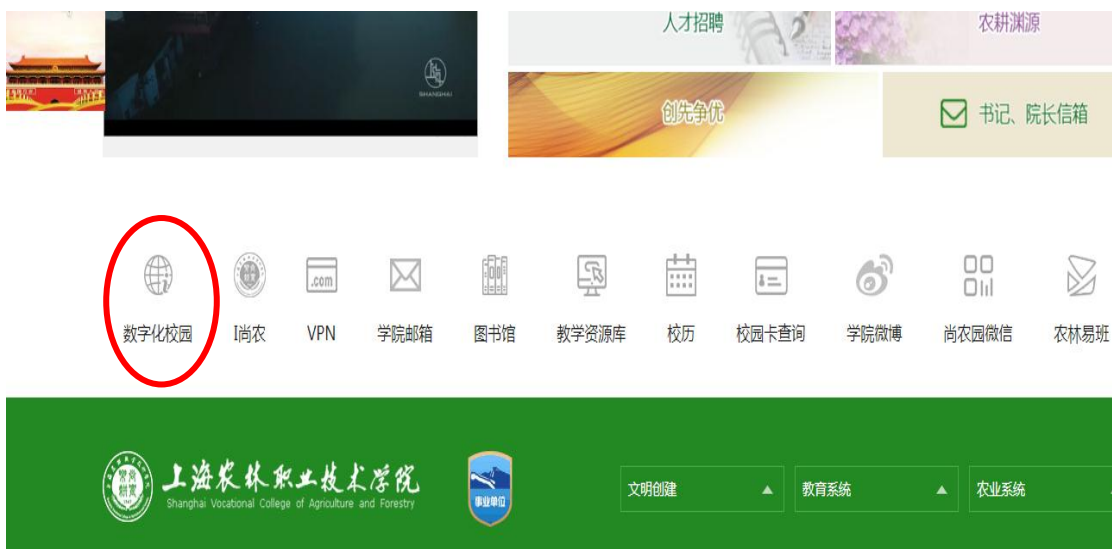 人才招聘
农耕渊源
SHANGHAI
创先争优
书记、院长信箱
.com
数字化校园
I尚农
VPN
学院邮箱
图书馆
教学资源库
校历
校园卡查询
学院微博
尚农园微信
农林易班
上海农林职业技术学院
Shanghai Vocational College of Agriculture and Forestry
事业单位
文明创建
教育系统
农业系统